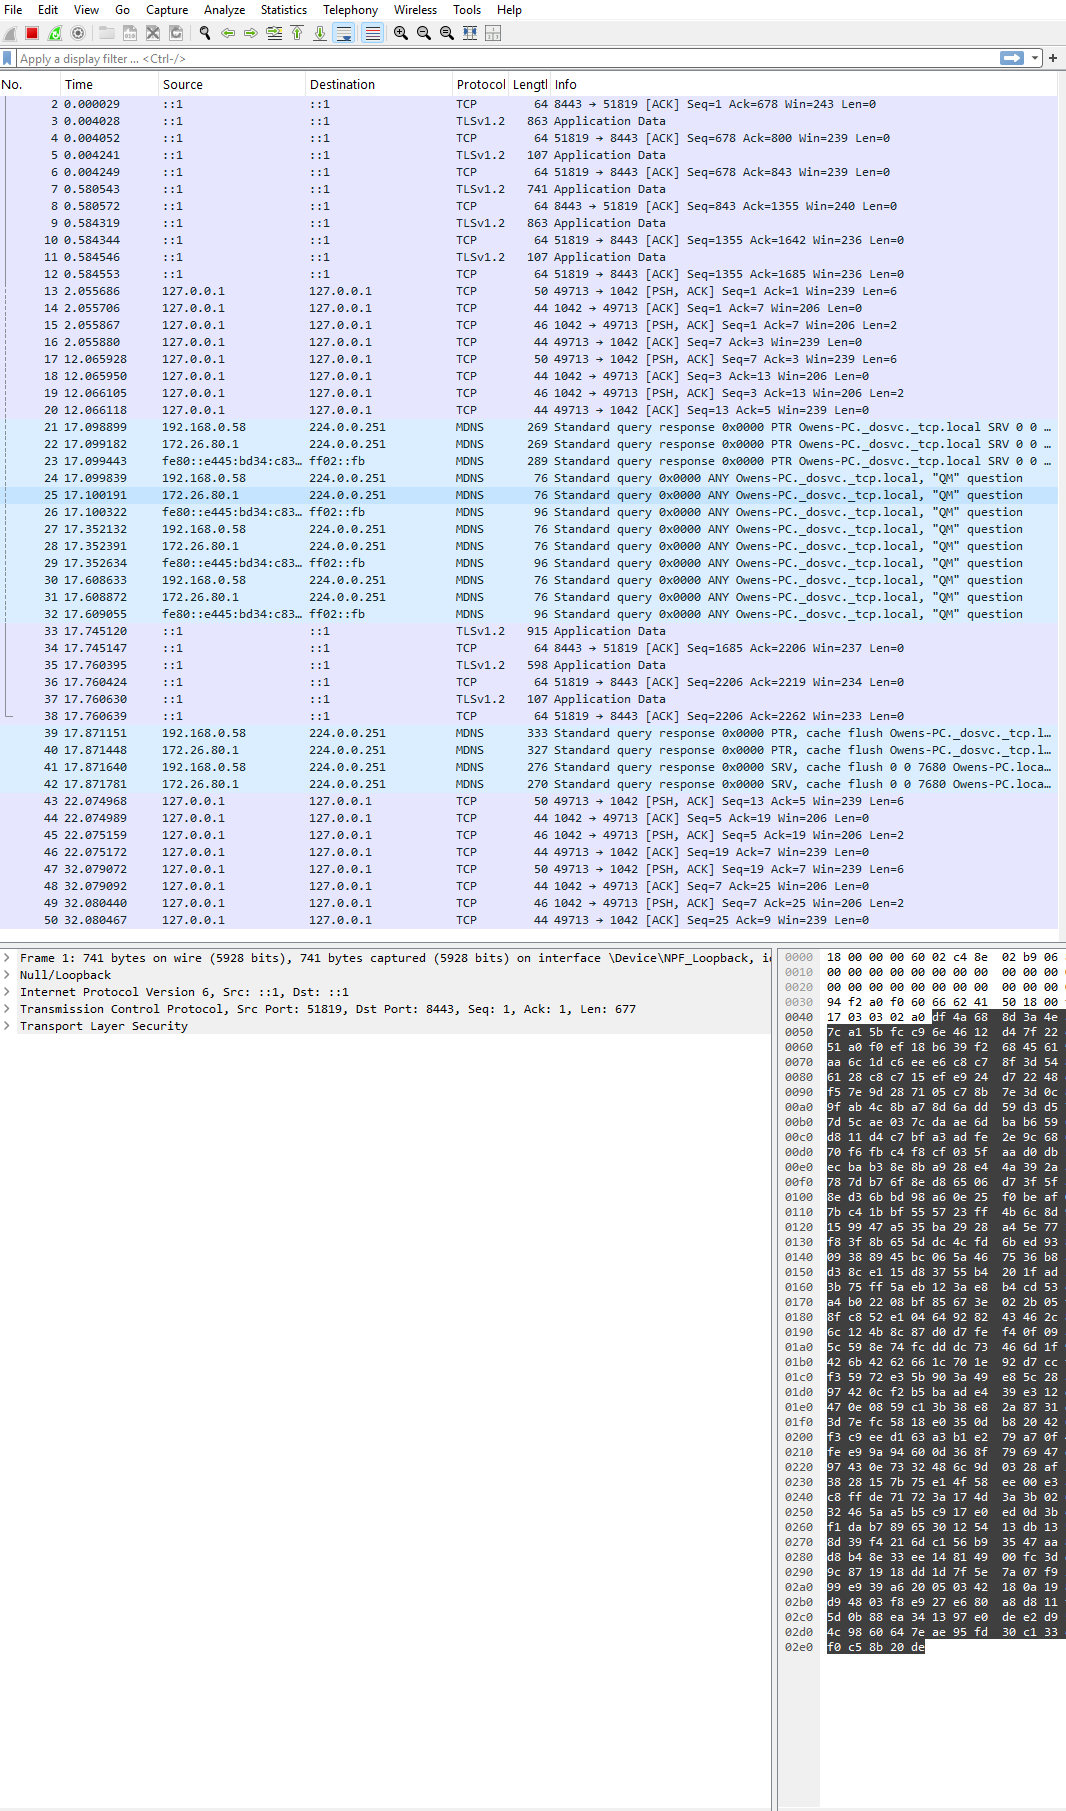 File Edit View Go Capture Analyze Statistics Telephony Wireless Tools Help
Apply a display filter ... <Ctrl-/>
No. Time Source Destination Protocol Lengtl Info
2 0.000029 ::1 ::1 TCP 64 8443 → 51819 [ACK] Seq=1 Ack=678 Win=243 Len=0
3 0.004028 ::1 ::1 TLSv1.2 863 Application Data
4 0.004052 ::1 ::1 TCP 64 51819 → 8443 [ACK] Seq=678 Ack=800 Win=239 Len=0
5 0.004241 ::1 ::1 TLSv1.2 107 Application Data
6 0.004249 ::1 ::1 TCP 64 51819 → 8443 [ACK] Seq=678 Ack=843 Win=239 Len=0
7 0.580543 ::1 ::1 TLSv1.2 741 Application Data
8 0.580572 ::1 ::1 TCP 64 8443 → 51819 [ACK] Seq=843 Ack=1355 Win=240 Len=0
9 0.584319 ::1 ::1 TLSv1.2 863 Application Data
10 0.584344 ::1 ::1 TCP 64 51819 → 8443 [ACK] Seq=1355 Ack=1642 Win=236 Len=0
11 0.584546 ::1 ::1 TLSv1.2 107 Application Data
12 0.584553 ::1 ::1 TCP 64 51819 → 8443 [ACK] Seq=1355 Ack=1685 Win=236 Len=0
13 2.055686 127.0.0.1 127.0.0.1 TCP 50 49713 → 1042 [PSH, ACK] Seq=1 Ack=1 Win=239 Len=6
14 2.055706 127.0.0.1 127.0.0.1 TCP 44 1042 → 49713 [ACK] Seq=1 Ack=7 Win=206 Len=0
15 2.055867 127.0.0.1 127.0.0.1 TCP 46 1042 → 49713 [PSH, ACK] Seq=1 Ack=7 Win=206 Len=2
16 2.055880 127.0.0.1 127.0.0.1 TCP 44 49713 → 1042 [ACK] Seq=7 Ack=3 Win=239 Len=0
17 12.065928 127.0.0.1 127.0.0.1 TCP 50 49713 → 1042 [PSH, ACK] Seq=7 Ack=3 Win=239 Len=6
18 12.065950 127.0.0.1 127.0.0.1 TCP 44 1042 → 49713 [ACK] Seq=3 Ack=13 Win=206 Len=0
19 12.066105 127.0.0.1 127.0.0.1 TCP 46 1042 → 49713 [PSH, ACK] Seq=3 Ack=13 Win=206 Len=2
20 12.066118 127.0.0.1 127.0.0.1 TCP 44 49713 → 1042 [ACK] Seq=13 Ack=5 Win=239 Len=0
21 17.098899 192.168.0.58 224.0.0.251 MDNS 269 Standard query response 0x0000 PTR Owens-PC._dosvc._tcp.local SRV 0 0 …
22 17.099182 172.26.80.1 224.0.0.251 MDNS 269 Standard query response 0x0000 PTR Owens-PC._dosvc._tcp.local SRV 0 0 …
23 17.099443 fe80::e445:bd34:c83… ff02::fb MDNS 289 Standard query response 0x0000 PTR Owens-PC._dosvc._tcp.local SRV 0 0 …
24 17.099839 192.168.0.58 224.0.0.251 MDNS 76 Standard query 0x0000 ANY Owens-PC._dosvc._tcp.local, "QM" question
25 17.100191 172.26.80.1 224.0.0.251 MDNS 76 Standard query 0x0000 ANY Owens-PC._dosvc._tcp.local, "QM" question
26 17.100322 fe80::e445:bd34:c83… ff02::fb MDNS 96 Standard query 0x0000 ANY Owens-PC._dosvc._tcp.local, "QM" question
27 17.352132 192.168.0.58 224.0.0.251 MDNS 76 Standard query 0x0000 ANY Owens-PC._dosvc._tcp.local, "QM" question
28 17.352391 172.26.80.1 224.0.0.251 MDNS 76 Standard query 0x0000 ANY Owens-PC._dosvc._tcp.local, "QM" question
29 17.352634 fe80::e445:bd34:c83… ff02::fb MDNS 96 Standard query 0x0000 ANY Owens-PC._dosvc._tcp.local, "QM" question
30 17.608633 192.168.0.58 224.0.0.251 MDNS 76 Standard query 0x0000 ANY Owens-PC._dosvc._tcp.local, "QM" question
31 17.608872 172.26.80.1 224.0.0.251 MDNS 76 Standard query 0x0000 ANY Owens-PC._dosvc._tcp.local, "QM" question
32 17.609055 fe80::e445:bd34:c83… ff02::fb MDNS 96 Standard query 0x0000 ANY Owens-PC._dosvc._tcp.local, "QM" question
33 17.745120 ::1 ::1 TLSv1.2 915 Application Data
34 17.745147 ::1 ::1 TCP 64 8443 → 51819 [ACK] Seq=1685 Ack=2206 Win=237 Len=0
35 17.760395 ::1 ::1 TLSv1.2 598 Application Data
36 17.760424 ::1 ::1 TCP 64 51819 → 8443 [ACK] Seq=2206 Ack=2219 Win=234 Len=0
37 17.760630 ::1 ::1 TLSv1.2 107 Application Data
38 17.760639 ::1 ::1 TCP 64 51819 → 8443 [ACK] Seq=2206 Ack=2262 Win=233 Len=0
39 17.871151 192.168.0.58 224.0.0.251 MDNS 333 Standard query response 0x0000 PTR, cache flush Owens-PC._dosvc._tcp.l…
40 17.871448 172.26.80.1 224.0.0.251 MDNS 327 Standard query response 0x0000 PTR, cache flush Owens-PC._dosvc._tcp.l…
41 17.871640 192.168.0.58 224.0.0.251 MDNS 276 Standard query response 0x0000 SRV, cache flush 0 0 7680 Owens-PC.loca…
42 17.871781 172.26.80.1 224.0.0.251 MDNS 270 Standard query response 0x0000 SRV, cache flush 0 0 7680 Owens-PC.loca…
43 22.074968 127.0.0.1 127.0.0.1 TCP 50 49713 → 1042 [PSH, ACK] Seq=13 Ack=5 Win=239 Len=6
44 22.074989 127.0.0.1 127.0.0.1 TCP 44 1042 → 49713 [ACK] Seq=5 Ack=19 Win=206 Len=0
45 22.075159 127.0.0.1 127.0.0.1 TCP 46 1042 → 49713 [PSH, ACK] Seq=5 Ack=19 Win=206 Len=2
46 22.075172 127.0.0.1 127.0.0.1 TCP 44 49713 → 1042 [ACK] Seq=19 Ack=7 Win=239 Len=0
47 32.079072 127.0.0.1 127.0.0.1 TCP 50 49713 → 1042 [PSH, ACK] Seq=19 Ack=7 Win=239 Len=6
48 32.079092 127.0.0.1 127.0.0.1 TCP 44 1042 → 49713 [ACK] Seq=7 Ack=25 Win=206 Len=0
49 32.080440 127.0.0.1 127.0.0.1 TCP 46 1042 → 49713 [PSH, ACK] Seq=7 Ack=25 Win=206 Len=2
50 32.080467 127.0.0.1 127.0.0.1 TCP 44 49713 → 1042 [ACK] Seq=25 Ack=9 Win=239 Len=0
Frame 1: 741 bytes on wire (5928 bits), 741 bytes captured (5928 bits) on interface \Device\NPF_Loopback,
Null/Loopback
Internet Protocol Version 6, Src: ::1, Dst: ::1
Transmission Control Protocol, Src Port: 51819, Dst Port: 8443, Seq: 1, Ack: 1, Len: 677
Transport Layer Security
0000 18 00 00 00 60 02 c4 8e 02 b9 06
0010 00 00 00 00 00 00 00 00 00 00 00
0020 00 00 00 00 00 00 00 00 00 00 00
0030 94 f2 a0 f0 60 66 62 41 50 18 00
0040 17 03 03 02 a0 df 4a 68 8d 3a 4e
0050 7c a1 5b fc c9 6e 46 12 d4 7f 22
0060 51 a0 f0 ef 18 b6 39 f2 68 45 61
0070 aa 6c 1d c6 ee e6 c8 c7 8f 3d 54
0080 61 28 c8 c7 15 ef e9 24 d7 22 48
0090 f5 7e 9d 28 71 05 c7 8b 7e 3d 0c
00a0 9f ab 4c 8b a7 8d 6a dd 59 d3 d5
00b0 7d 5c ae 03 7c da ae 6d ba b6 59
00c0 d8 11 d4 c7 bf a3 ad fe 2e 9c 68
00d0 70 f6 fb c4 f8 cf 03 5f aa d0 db
00e0 ec ba b3 8e 8b a9 28 e4 4a 39 2a
00f0 78 7d b7 6f 8e d8 65 06 d7 3f 5f
0100 8e d3 6b bd 98 a6 0e 25 f0 be af
0110 7b c4 1b bf 55 57 23 ff 4b 6c 8d
0120 15 99 47 a5 35 ba 29 28 a4 5e 77
0130 f8 3f 8b 65 5d dc 4c fd 6b ed 93
0140 09 38 89 45 bc 06 5a 46 75 36 b8
0150 d3 8c e1 15 d8 37 55 b4 20 1f ad
0160 3b 75 ff 5a eb 12 3a e8 b4 cd 53
0170 a4 b0 22 08 bf 85 67 3e 02 2b 05
0180 8f c8 52 e1 04 64 92 82 43 46 2c
0190 6c 12 4b 8c 87 d0 d7 fe f4 0f 09
01a0 5c 59 8e 74 fc dd dc 73 46 6d 1f
01b0 42 6b 42 62 66 1c 70 1e 92 d7 cc
01c0 f3 59 72 e3 5b 90 3a 49 e8 5c 28
01d0 97 42 0c f2 b5 ba ad e4 39 e3 12
01e0 47 0e 08 59 c1 3b 38 e8 2a 87 31
01f0 3d 7e fc 58 18 e0 35 0d b8 20 42
0200 f3 c9 ee d1 63 a3 b1 e2 79 a7 0f
0210 fe e9 9a 94 60 0d 36 8f 79 69 47
0220 97 43 0e 73 32 48 6c 9d 03 28 af
0230 38 28 15 7b 75 e1 4f 58 ee 00 e3
0240 c8 ff de 71 72 3a 17 4d 3a 3b 02
0250 32 46 5a a5 b5 c9 17 e0 ed 0d 3b
0260 f1 da b7 89 65 30 12 54 13 db 13
0270 8d 39 f4 21 6d c1 56 b9 35 47 aa
0280 d8 b4 8e 33 ee 14 81 49 00 fc 3d
0290 9c 87 19 18 dd 1d 7f 5e 7a 07 f9
02a0 99 e9 39 a6 20 05 03 42 18 0a 19
02b0 d9 48 03 f8 e9 27 e6 80 a8 d8 11
02c0 5d 0b 88 ea 34 13 97 e0 de e2 d9
02d0 4c 98 60 64 7e ae 95 fd 30 c1 33
02e0 f0 c5 8b 20 de